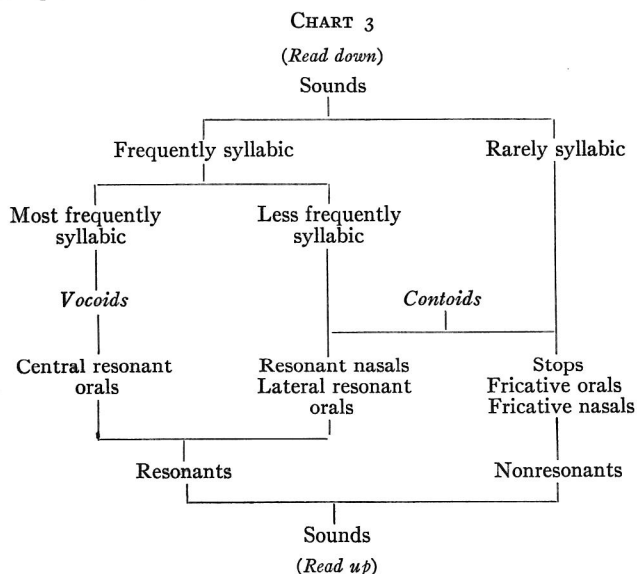 CHART 3
(Read down)
Sounds
Frequently syllabic
Rarely syllabic
Most frequently
syllabic
Less frequently
syllabic
Vocoids
Contoids
Central resonant
orals
Resonant nasals
Lateral resonant
orals
Stops
Fricative orals
Fricative nasals
Resonants
Nonresonants
Sounds
(Read up)